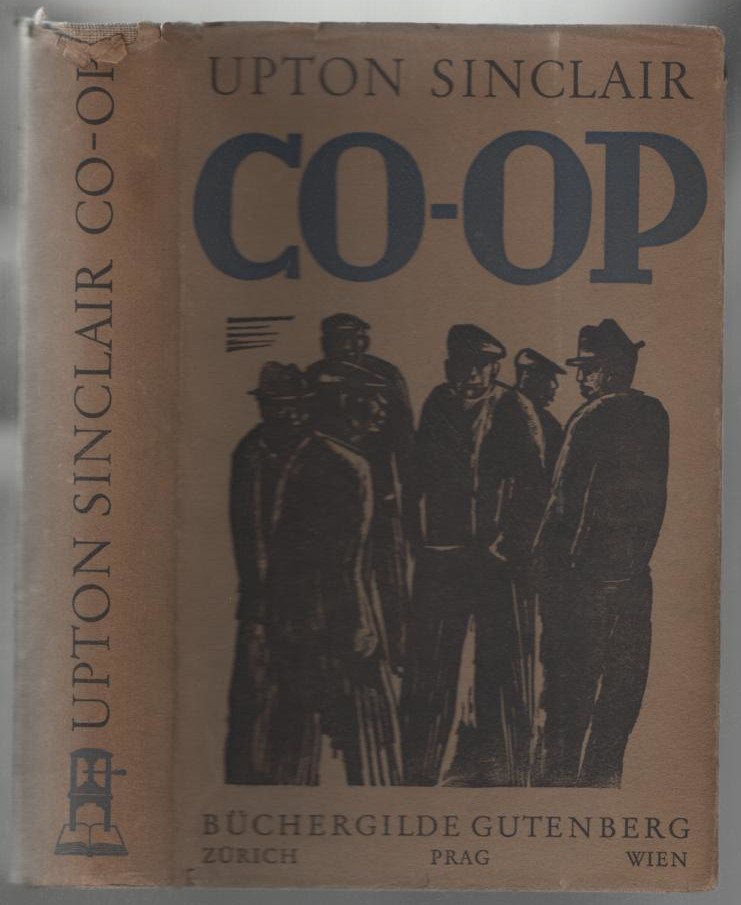 UPTON SINCLAIR CO-OP
UPTON SINCLAIR
CO-OP
BÜCHERGILDE GUTENBERG
ZÜRICH PRAG WIEN